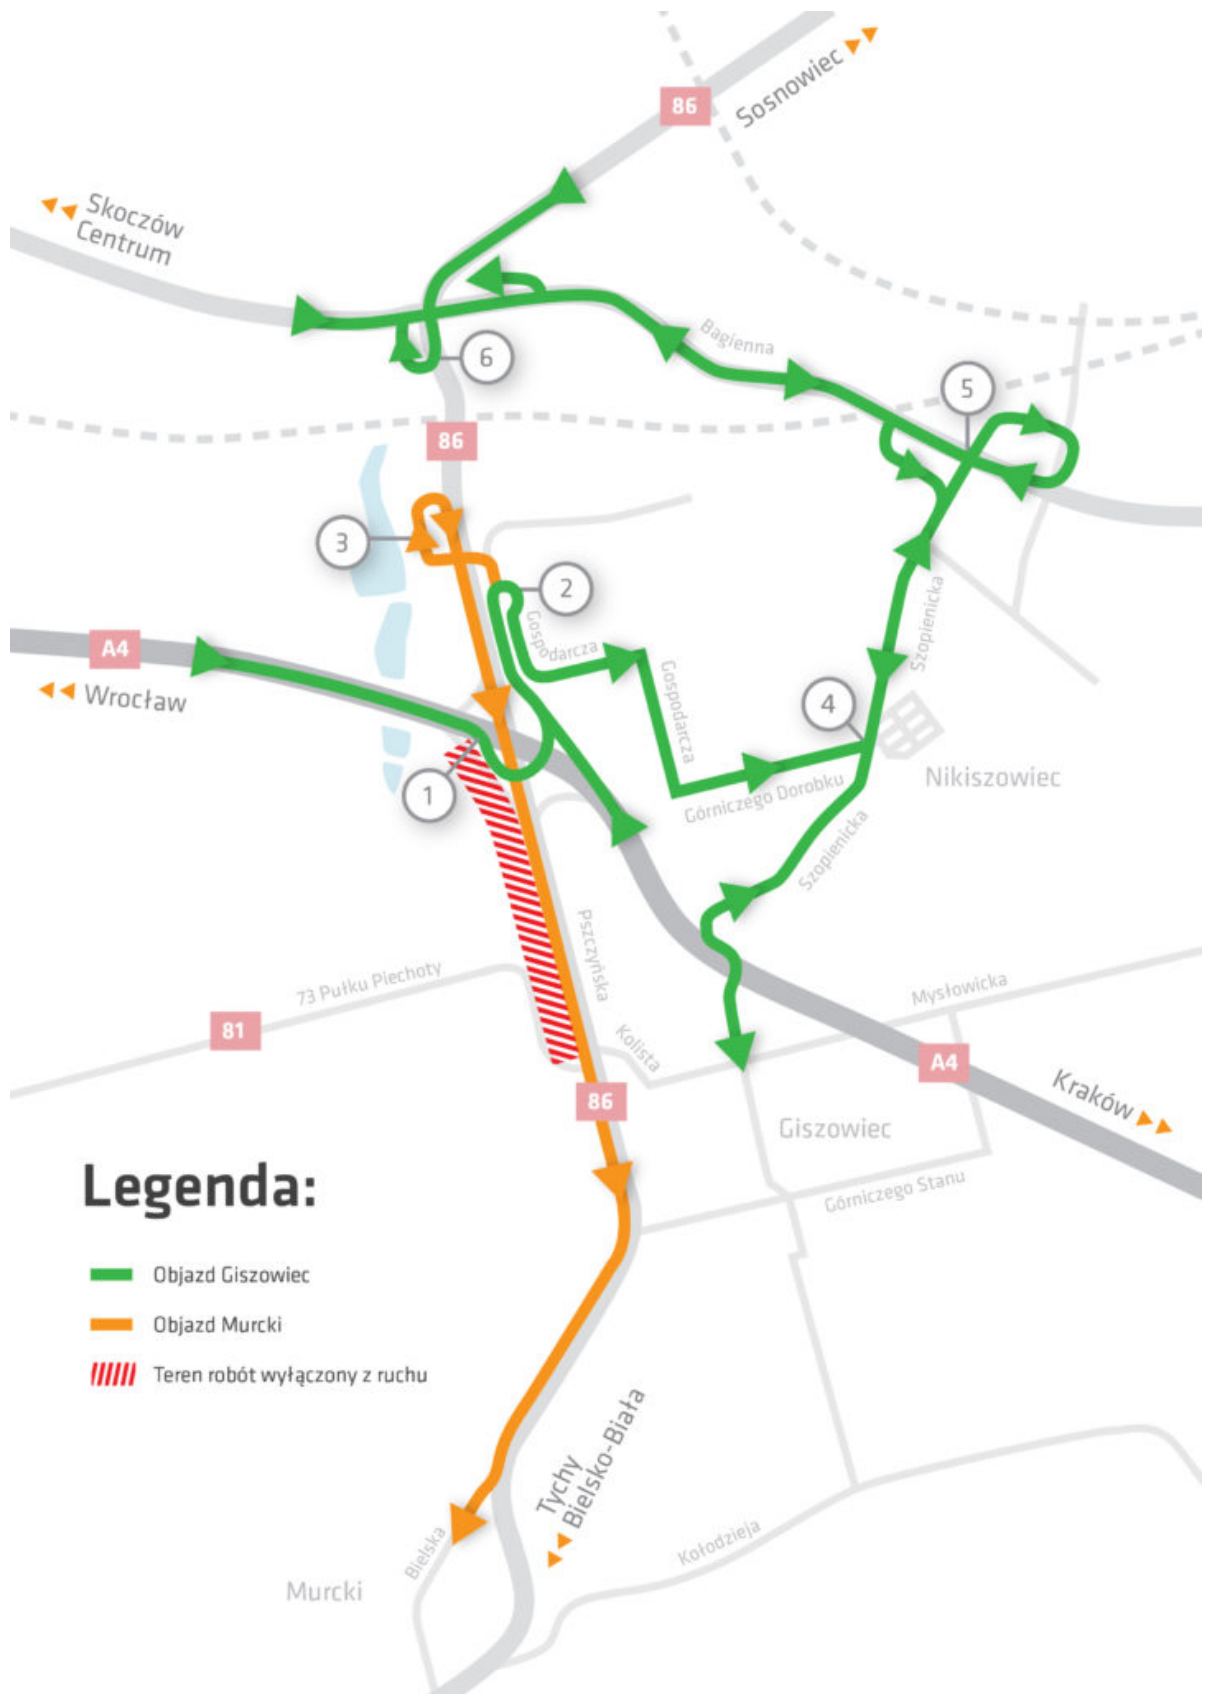 86
Sosnowiec
Skoczów
Centrum
Bagienna
6
5
86
3
2
Gospodarcza
Szopienicka
A4
Wrocław
Gospodarcza
4
Nikiszowiec
1
Górniczego Dorobku
Szopienicka
Pszczyńska
73 Pułku Piechoty
Mysłowicka
81
Kolista
A4
Kraków
86
Giszowiec
Górniczego Stanu
Legenda:
Objazd Giszowiec
Objazd Murcki
Teren robót wyłączony z ruchu
Tychy
Bielsko-Biała
Bielska
Kołodzieja
Murcki